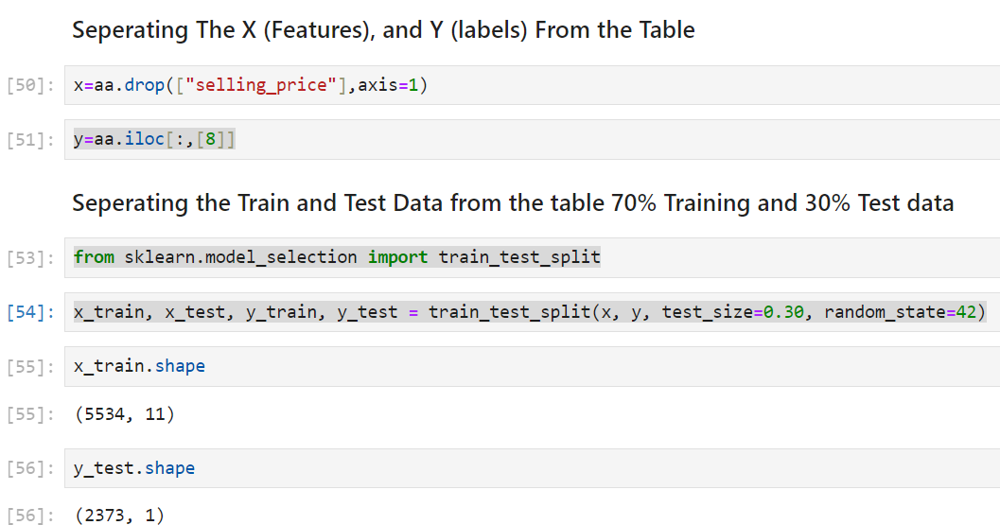 Seperating The X (Features), and Y (labels) From the Table
[50]: x=aa.drop(["selling_price"],axis=1)
[51]: y=aa.iloc[:,[8]]
Seperating the Train and Test Data from the table 70% Training and 30% Test data
[53]: from sklearn.model_selection import train_test_split
[54]: x_train, x_test, y_train, y_test = train_test_split(x, y, test_size=0.30, random_state=42)
[55]: x_train.shape
[55]: (5534, 11)
[56]: y_test.shape
[56]: (2373, 1)